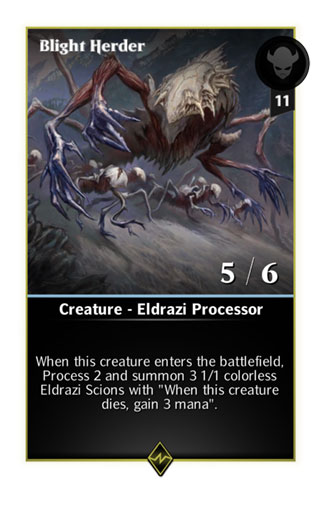 Blight Herder
11
5 / 6
Creature - Eldrazi Processor
When this creature enters the battlefield,
Process 2 and summon 3 1/1 colorless
Eldrazi Scions with "When this creature
dies, gain 3 mana".